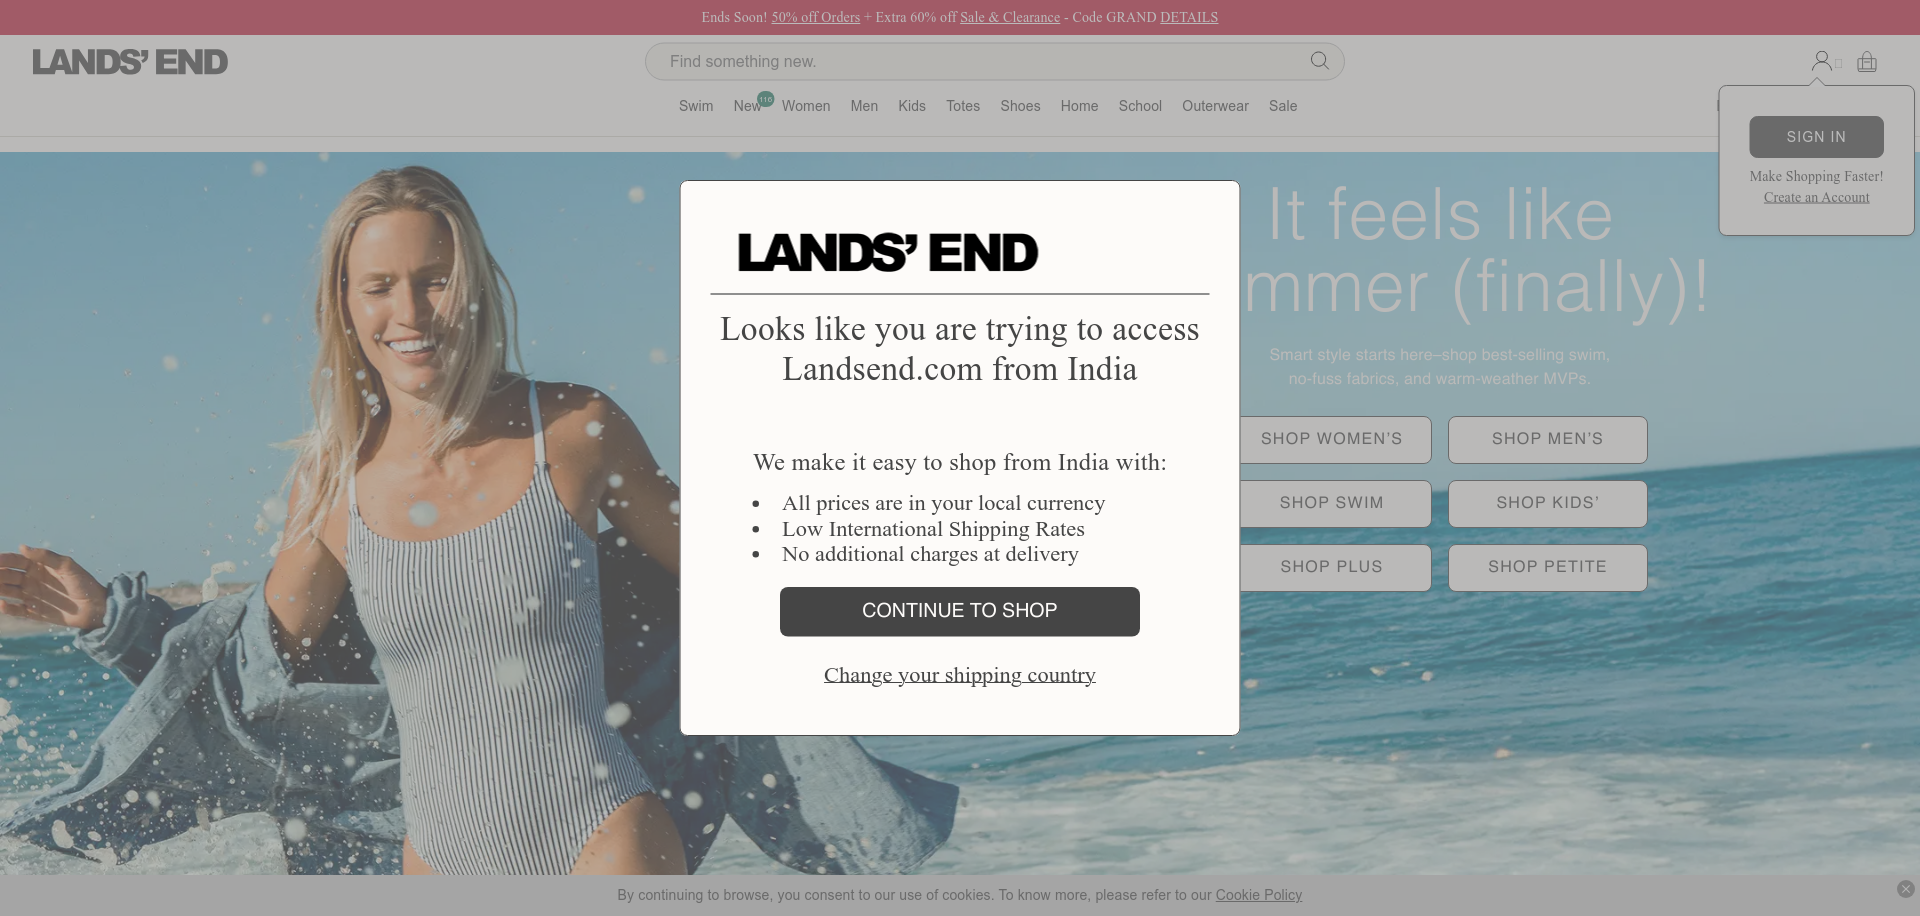 Ends Soon! 50% off Orders + Extra 60% off Sale & Clearance - Code GRAND DETAILS
LANDS' END
Find something new.
Swim New 110 Women Men Kids Totes Shoes Home School Outerwear Sale
SIGN IN
Make Shopping Faster!
Create an Account
LANDS' END
Looks like you are trying to access
Landsend.com from India
We make it easy to shop from India with:
• All prices are in your local currency
• Low International Shipping Rates
• No additional charges at delivery
CONTINUE TO SHOP
Change your shipping country
It feels like
mmer (finally)!
Smart style starts here–shop best-selling swim,
no-fuss fabrics, and warm-weather MVPs.
SHOP WOMEN'S SHOP MEN'S
SHOP SWIM SHOP KIDS'
SHOP PLUS SHOP PETITE
By continuing to browse, you consent to our use of cookies. To know more, please refer to our Cookie Policy